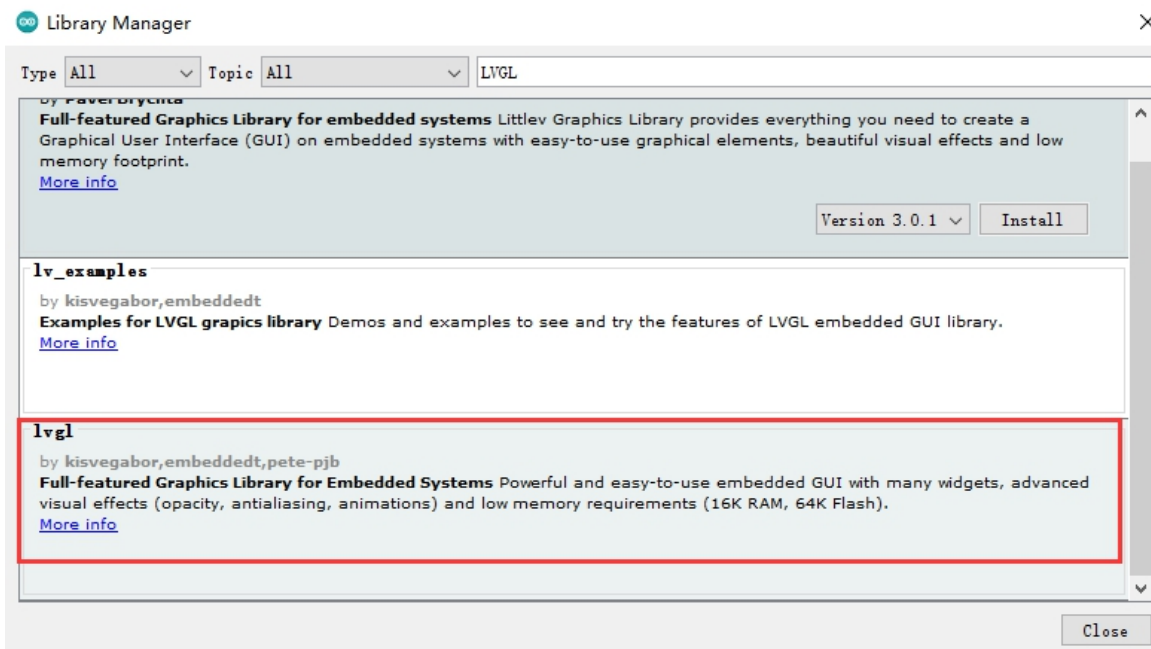 Library Manager
Type All Topic All LVGL
by Pavel Brychta
Full-featured Graphics Library for embedded systems Littlev Graphics Library provides everything you need to create a
Graphical User Interface (GUI) on embedded systems with easy-to-use graphical elements, beautiful visual effects and low
memory footprint.
More info
Version 3.0.1 Install
lv_examples
by kisvegabor,embeddedt
Examples for LVGL grapics library Demos and examples to see and try the features of LVGL embedded GUI library.
More info
lvgl
by kisvegabor,embeddedt,pete-pjb
Full-featured Graphics Library for Embedded Systems Powerful and easy-to-use embedded GUI with many widgets, advanced
visual effects (opacity, antialiasing, animations) and low memory requirements (16K RAM, 64K Flash).
More info
Close